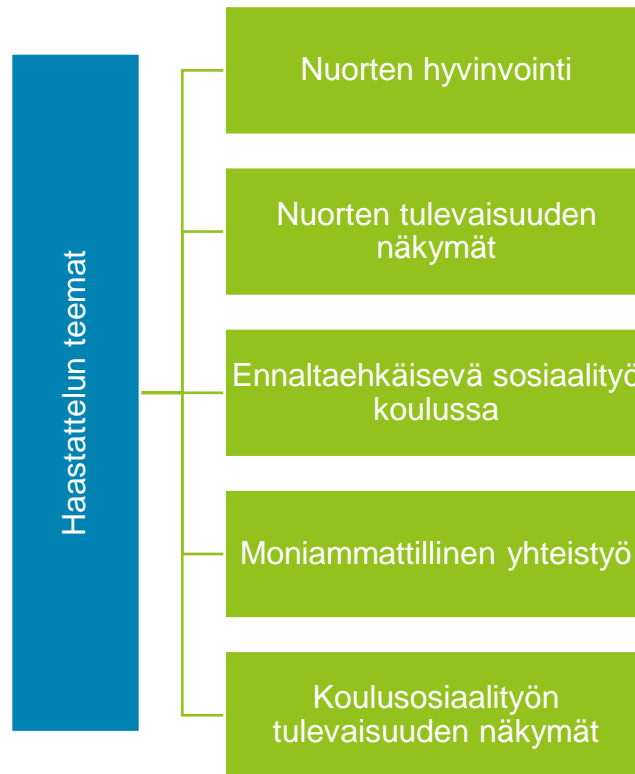 Haastattelun teemat
Nuorten hyvinvointi
Nuorten tulevaisuuden
näkymät
Ennaltaehkäisevä sosiaalityö
koulussa
Moniammattillinen yhteistyö
Koulusosiaalityön
tulevaisuuden näkymät